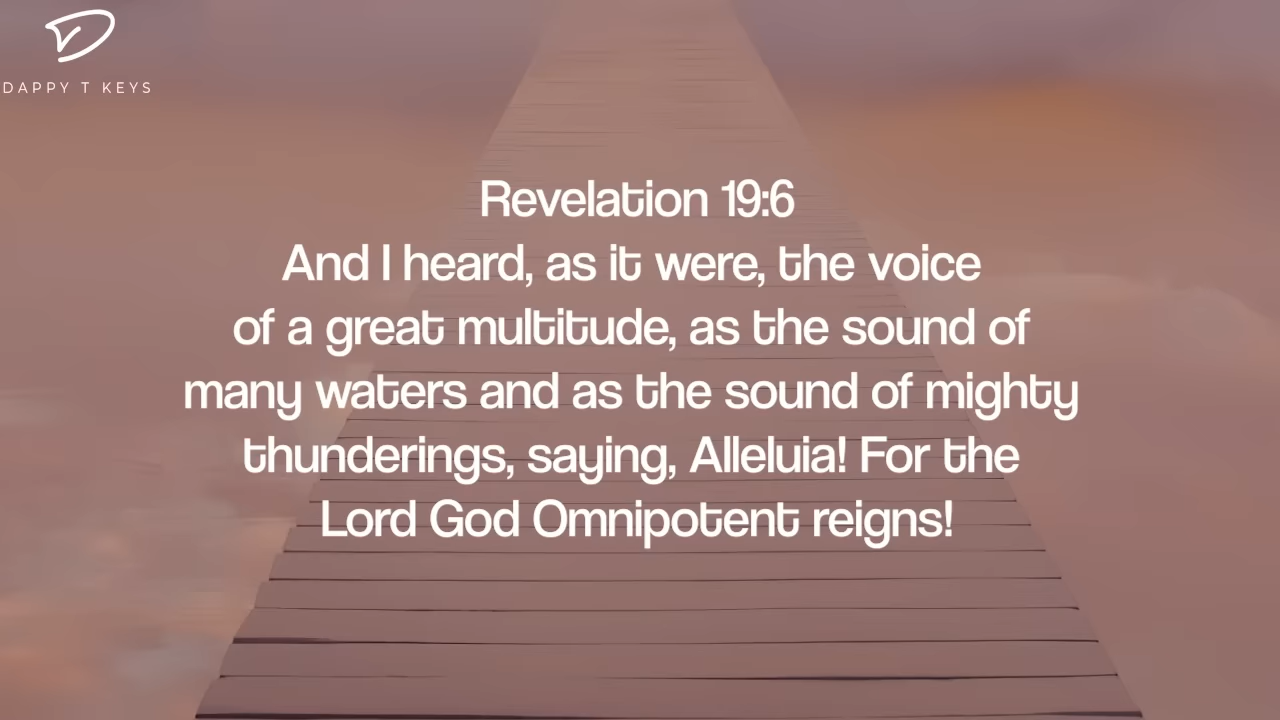 DAPPY T KEYS
Revelation 19:6
And I heard, as it were, the voice
of a great multitude, as the sound of
many waters and as the sound of mighty
thunderings, saying, Alleluia! For the
Lord God Omnipotent reigns!